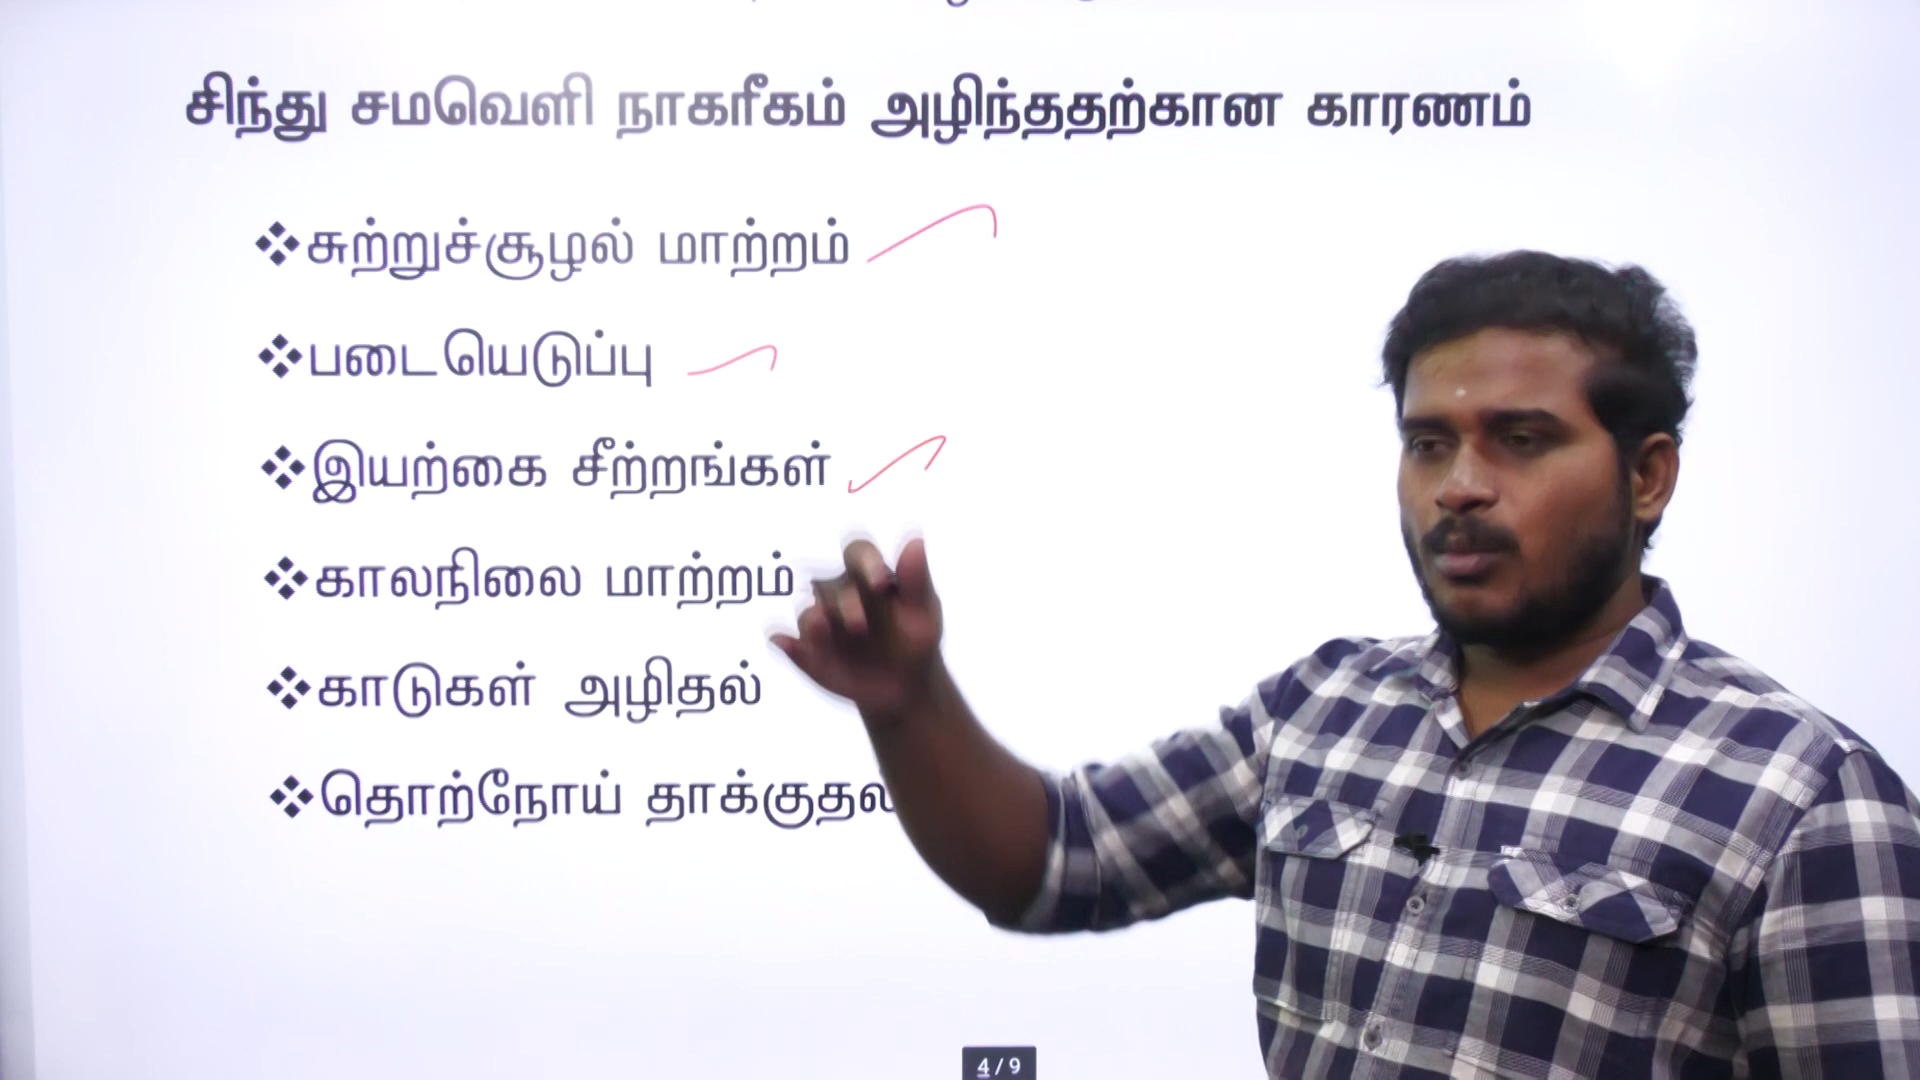 சிந்து சமவெளி நாகரீகம் அழிந்ததற்கான காரணம்
❖சுற்றுச்சூழல் மாற்றம்
❖படையெடுப்பு
❖இயற்கை சீற்றங்கள்
❖காலநிலை மாற்றம்
❖காடுகள் அழிதல்
❖தொற்நோய் தாக்குதல
4 / 9